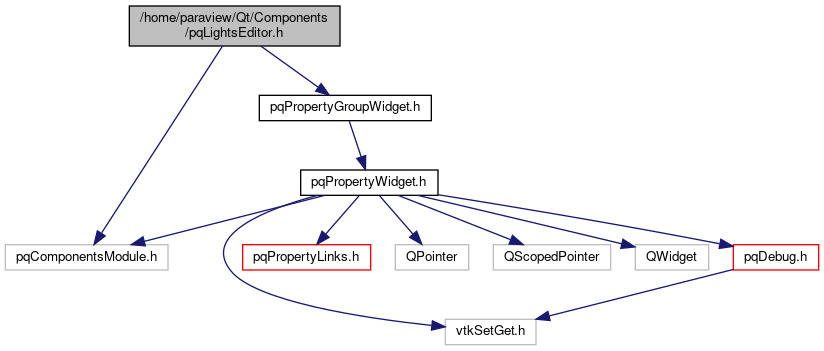 /home/paraview/Qt/Components
/pqLightsEditor.h
pqPropertyGroupWidget.h
pqPropertyWidget.h
pqComponentsModule.h
pqPropertyLinks.h
QPointer
QScopedPointer
QWidget
pqDebug.h
vtkSetGet.h